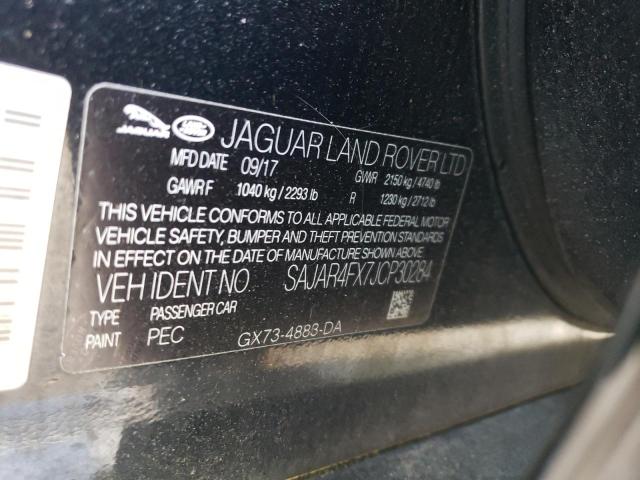 JAGUAR LAND ROVER JAGUAR LAND ROVER LTD
MFD DATE 09/17 GVWR 2150 kg / 4740 lb
GAWR F 1040 kg / 2293 lb R 1230 kg / 2712 lb
THIS VEHICLE CONFORMS TO ALL APPLICABLE FEDERAL MOTOR
VEHICLE SAFETY, BUMPER AND THEFT PREVENTION STANDARDS
IN EFFECT ON THE DATE OF MANUFACTURE SHOWN ABOVE
VEH IDENT NO. SAJAR4FX7JCP30284
TYPE PASSENGER CAR
PAINT PEC GX73-4883-DA